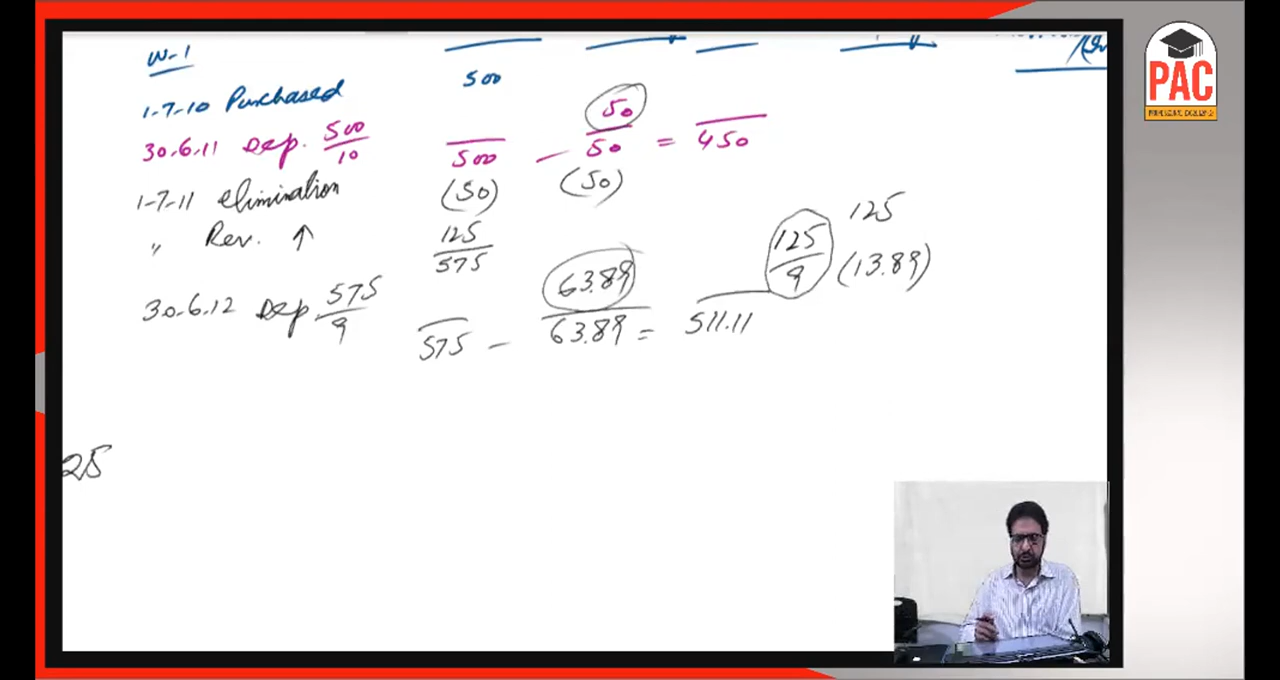 W-1
1-7-10 Purchased 500
50
30.6.11 Dep. 500/10 500 - 50 = 450
1-7-11 elimination (50) (50)
" Rev. ↑ 125 125/9 125
575 (13.89)
63.89
30.6.12 Dep. 575/9 575 - 63.89 = 511.11
25
PAC